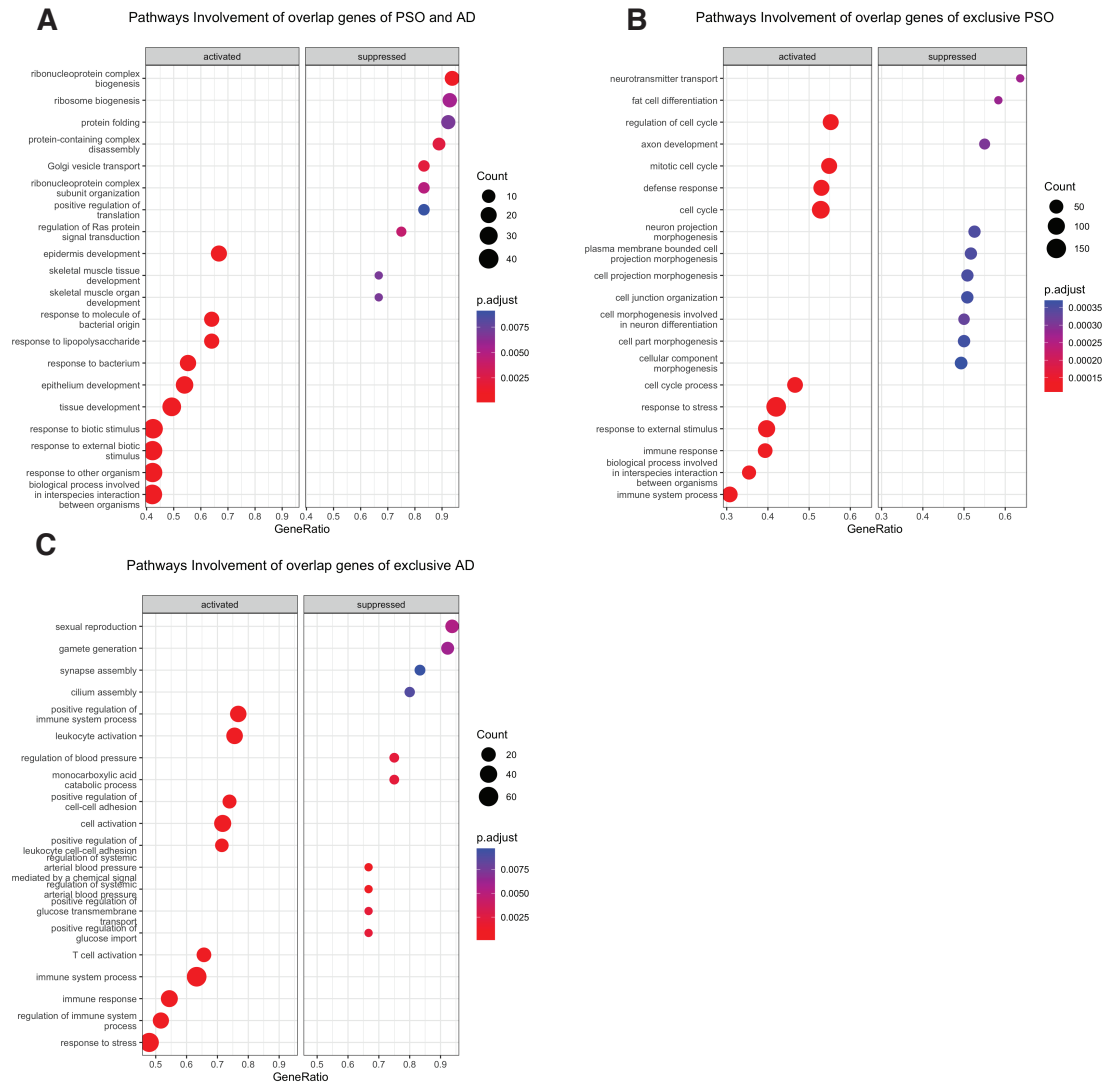 A
Pathways Involvement of overlap genes of PSO and AD
activated
suppressed
ribonucleoprotein complex
biogenesis
ribosome biogenesis
protein folding
protein-containing complex
disassembly
Golgi vesicle transport
ribonucleoprotein complex
subunit organization
positive regulation of
translation
regulation of Ras protein
signal transduction
epidermis development
skeletal muscle tissue
development
skeletal muscle organ
development
response to molecule of
bacterial origin
response to lipopolysaccharide
response to bacterium
epithelium development
tissue development
response to biotic stimulus
response to external biotic
stimulus
response to other organism
biological process involved
in interspecies interaction
between organisms
0.4 0.5 0.6 0.7 0.8 0.9 0.4 0.5 0.6 0.7 0.8 0.9
GeneRatio
Count
10
20
30
40
p.adjust
0.0075
0.0050
0.0025
B
Pathways Involvement of overlap genes of exclusive PSO
activated
suppressed
neurotransmitter transport
fat cell differentiation
regulation of cell cycle
axon development
mitotic cell cycle
defense response
cell cycle
neuron projection
morphogenesis
plasma membrane bounded cell
projection morphogenesis
cell projection morphogenesis
cell junction organization
cell morphogenesis involved
in neuron differentiation
cell part morphogenesis
cellular component
morphogenesis
cell cycle process
response to stress
response to external stimulus
immune response
biological process involved
in interspecies interaction
between organisms
immune system process
0.3 0.4 0.5 0.6 0.3 0.4 0.5 0.6
GeneRatio
Count
50
100
150
p.adjust
0.00035
0.00030
0.00025
0.00020
0.00015
C
Pathways Involvement of overlap genes of exclusive AD
activated
suppressed
sexual reproduction
gamete generation
synapse assembly
cilium assembly
positive regulation of
immune system process
leukocyte activation
regulation of blood pressure
monocarboxylic acid
catabolic process
positive regulation of
cell-cell adhesion
cell activation
positive regulation of
leukocyte cell-cell adhesion
regulation of systemic
arterial blood pressure
mediated by a chemical signal
regulation of systemic
arterial blood pressure
positive regulation of
glucose transmembrane
transport
positive regulation of
glucose import
T cell activation
immune system process
immune response
regulation of immune system
process
response to stress
0.5 0.6 0.7 0.8 0.9 0.5 0.6 0.7 0.8 0.9
GeneRatio
Count
20
40
60
p.adjust
0.0075
0.0050
0.0025